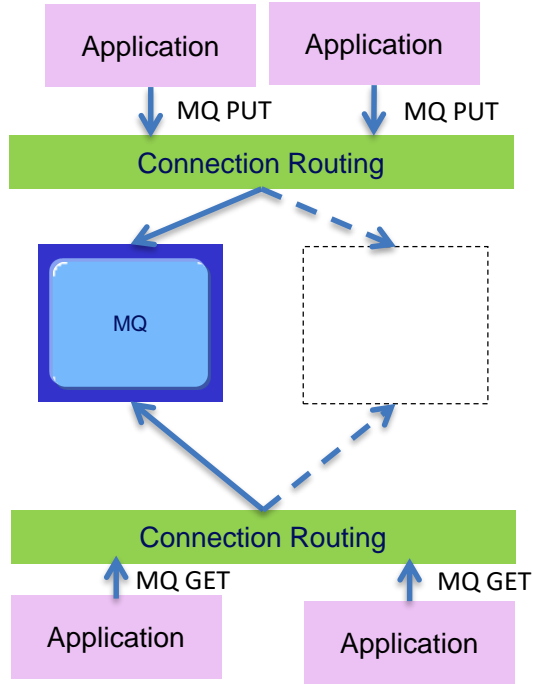 Application
Application
MQ PUT
MQ PUT
Connection Routing
MQ
Connection Routing
MQ GET
MQ GET
Application
Application